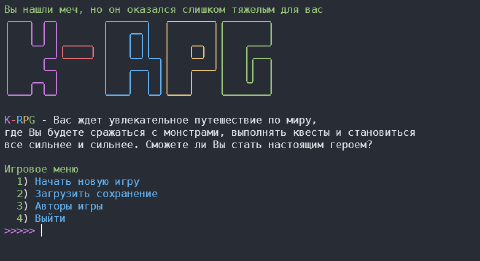 Вы нашли меч, но он оказался слишком тяжелым для вас
K-RPG
K-RPG - Вас ждет увлекательное путешествие по миру,
где Вы будете сражаться с монстрами, выполнять квесты и становиться
все сильнее и сильнее. Сможете ли Вы стать настоящим героем?
Игровое меню
1) Начать новую игру
2) Загрузить сохранение
3) Авторы игры
4) Выйти
>>>>>